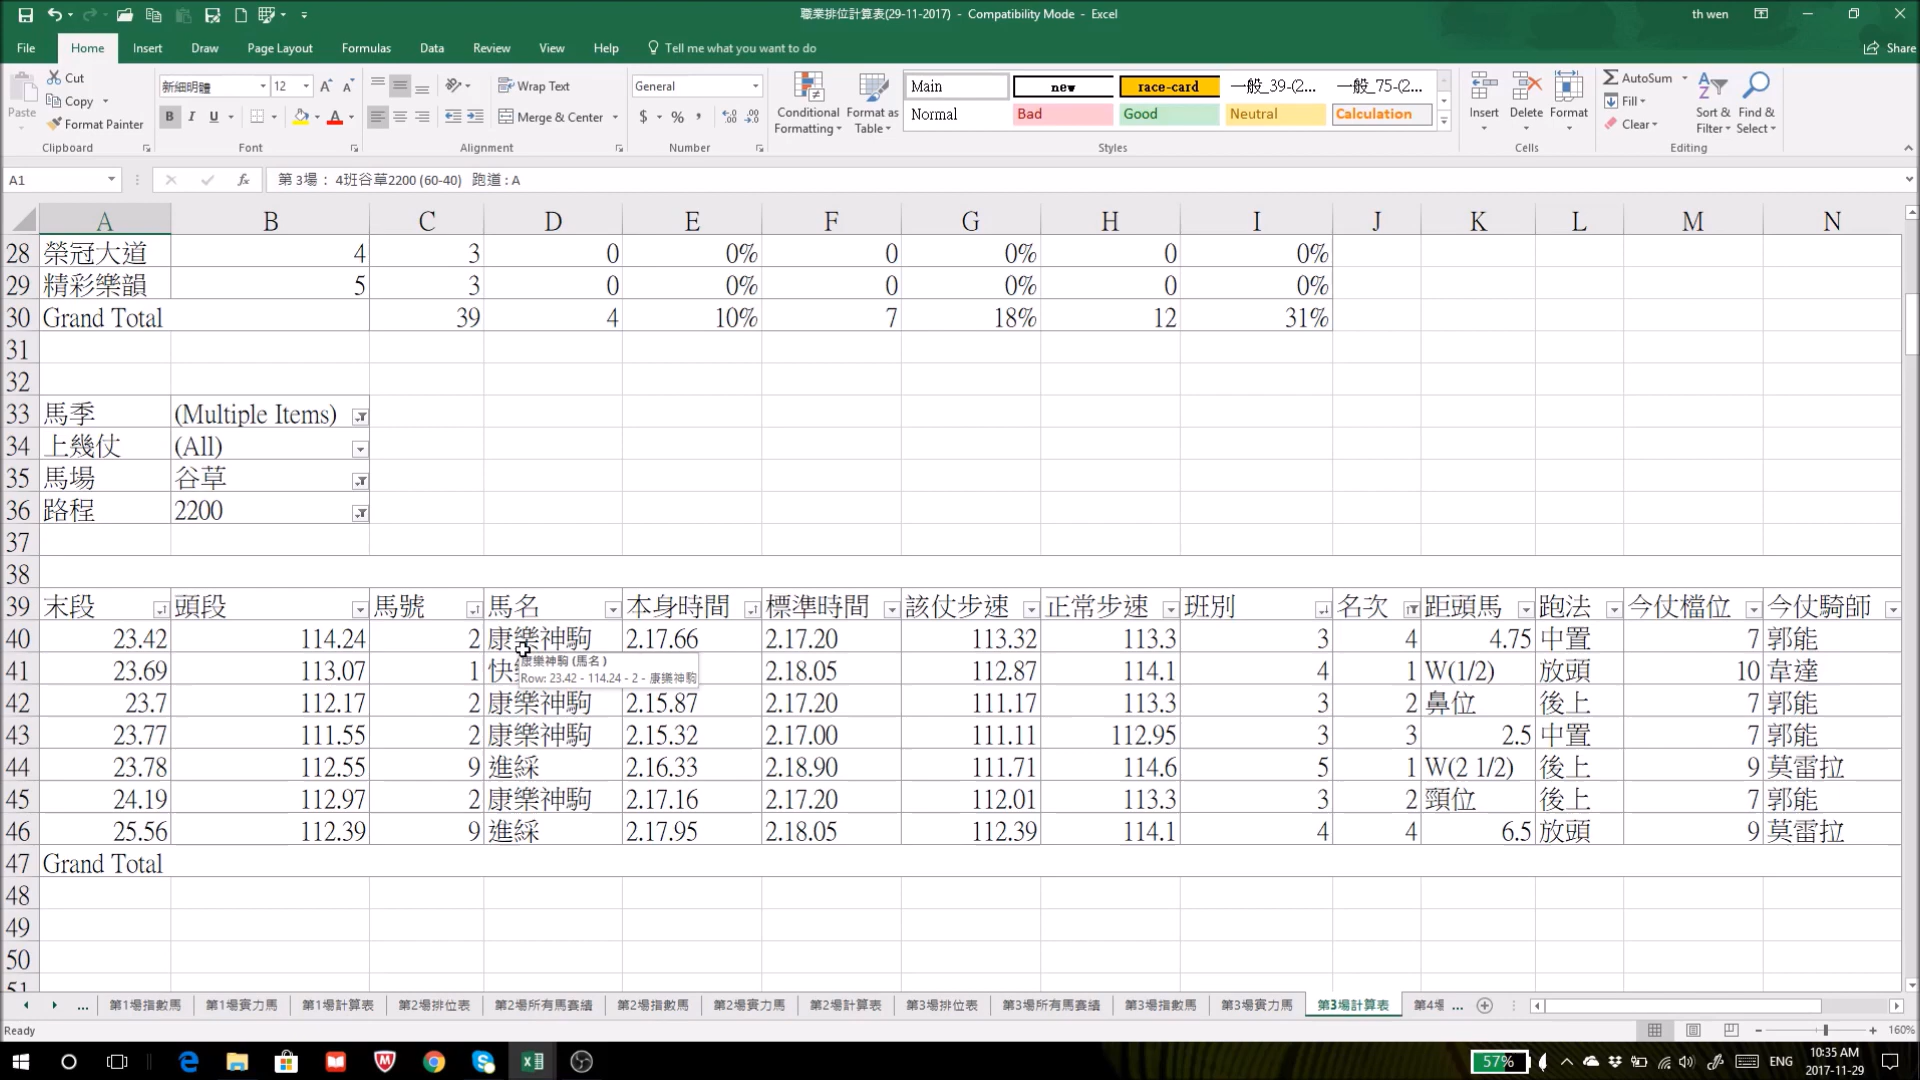 職業排位計算表(29-11-2017) - Compatibility Mode - Excel
th wen
File Home Insert Draw Page Layout Formulas Data Review View Help Tell me what you want to do Share
Paste
Cut
Copy
Format Painter
新細明體 12
B I U
Wrap Text
Merge & Center
General
$ %
Conditional Formatting
Format as Table
Main new race-card 一般_39-(2... 一般_75-(2...
Normal Bad Good Neutral Calculation
Insert Delete Format
AutoSum
Fill
Clear
Sort & Filter
Find & Select
Clipboard Font Alignment Number Styles Cells Editing
A1 fx 第 3場： 4班谷草2200 (60-40) 跑道 : A
A B C D E F G H I J K L M N
28 榮冠大道 4 3 0 0% 0 0% 0 0%
29 精彩樂韻 5 3 0 0% 0 0% 0 0%
30 Grand Total 39 4 10% 7 18% 12 31%
31
32
33 馬季 (Multiple Items)
34 上幾仗 (All)
35 馬場 谷草
36 路程 2200
37
38
39 末段 頭段 馬號 馬名 本身時間 標準時間 該仗步速 正常步速 班別 名次 距頭馬 跑法 今仗檔位 今仗騎師
40 23.42 114.24 2 康樂神駒 2.17.66 2.17.20 113.32 113.3 3 4 4.75 中置 7 郭能
康樂神駒 (馬名)
Row: 23.42 - 114.24 - 2 - 康樂神駒
41 23.69 113.07 1 快 2.18.05 112.87 114.1 4 1 W(1/2) 放頭 10 韋達
42 23.7 112.17 2 康樂神駒 2.15.87 2.17.20 111.17 113.3 3 2 鼻位 後上 7 郭能
43 23.77 111.55 2 康樂神駒 2.15.32 2.17.00 111.11 112.95 3 3 2.5 中置 7 郭能
44 23.78 112.55 9 進綵 2.16.33 2.18.90 111.71 114.6 5 1 W(2 1/2) 後上 9 莫雷拉
45 24.19 112.97 2 康樂神駒 2.17.16 2.17.20 112.01 113.3 3 2 頸位 後上 7 郭能
46 25.56 112.39 9 進綵 2.17.95 2.18.05 112.39 114.1 4 4 6.5 放頭 9 莫雷拉
47 Grand Total
48
49
50
51
... 第1場指數馬 第1場實力馬 第1場計算表 第2場排位表 第2場所有馬賽績 第2場指數馬 第2場實力馬 第2場計算表 第3場排位表 第3場所有馬賽績 第3場指數馬 第3場實力馬 第3場計算表 第4場 ...
Ready 160%
57% ENG 10:35 AM
2017-11-29